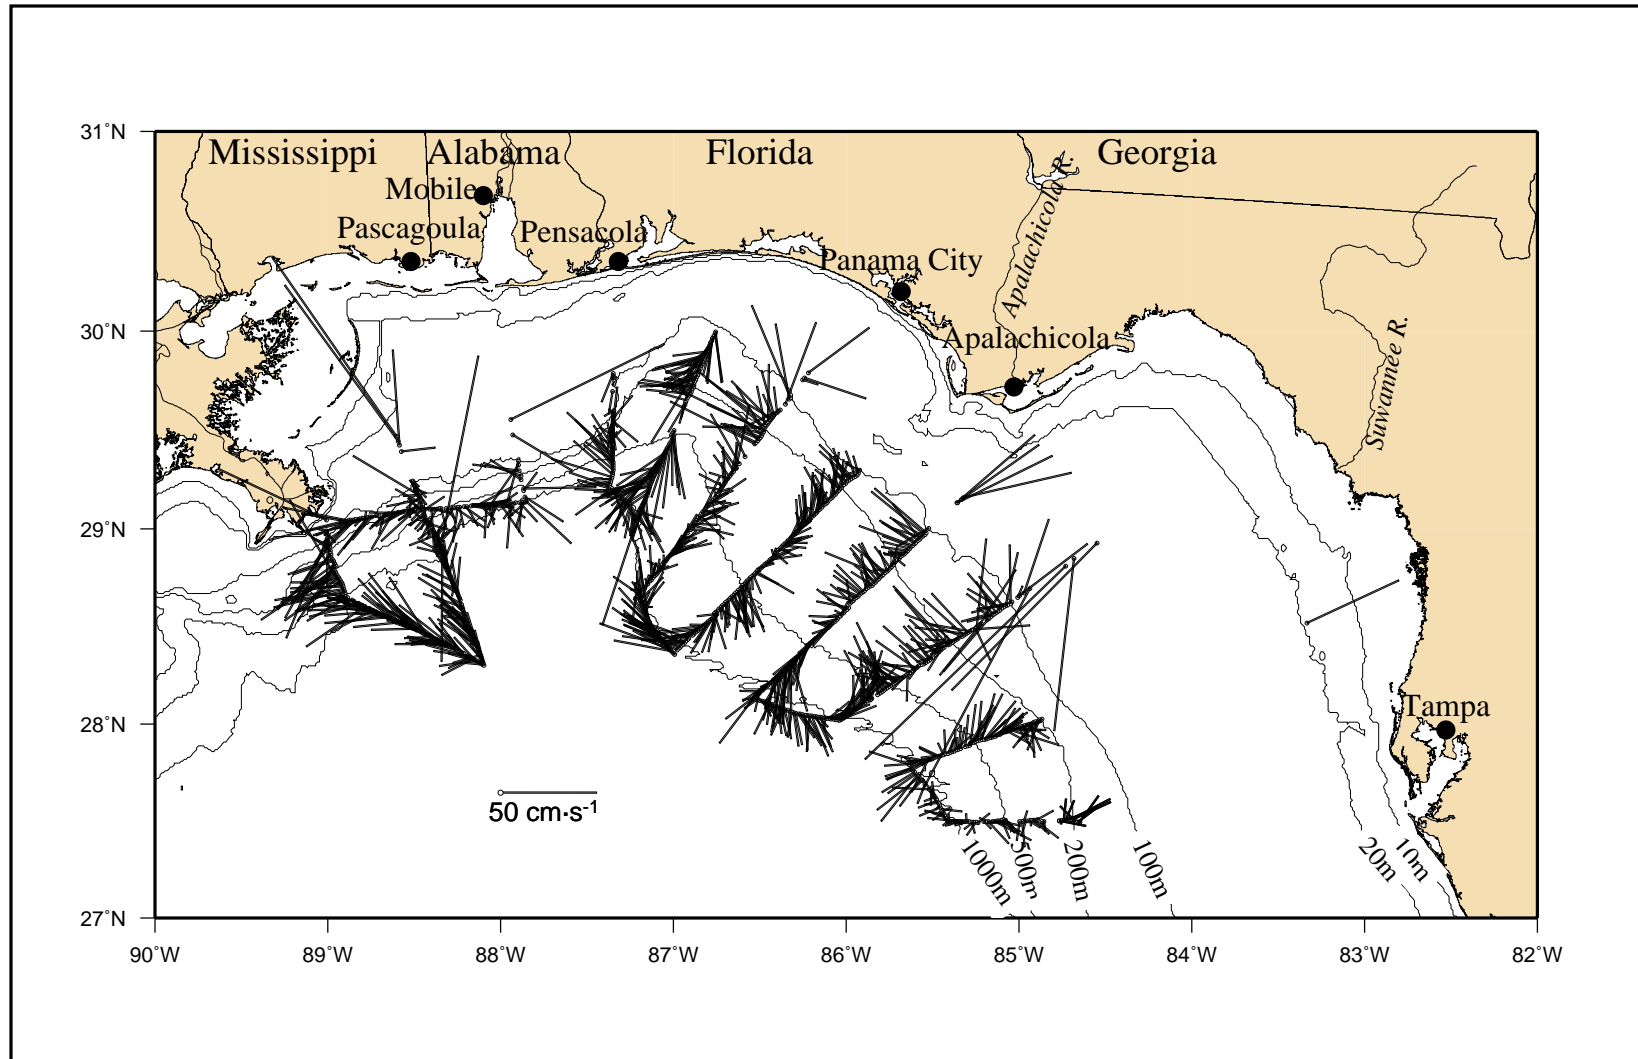 31°N
30°N
29°N
28°N
27°N
90°W
89°W
88°W
87°W
86°W
85°W
84°W
83°W
82°W
Mississippi
Alabama
Florida
Georgia
Mobile
Pascagoula
Pensacola
Panama City
Apalachicola R.
Apalachicola
Suwannee R.
Tampa
50 cm·s-1
1000m
500m
200m
100m
20m
10m